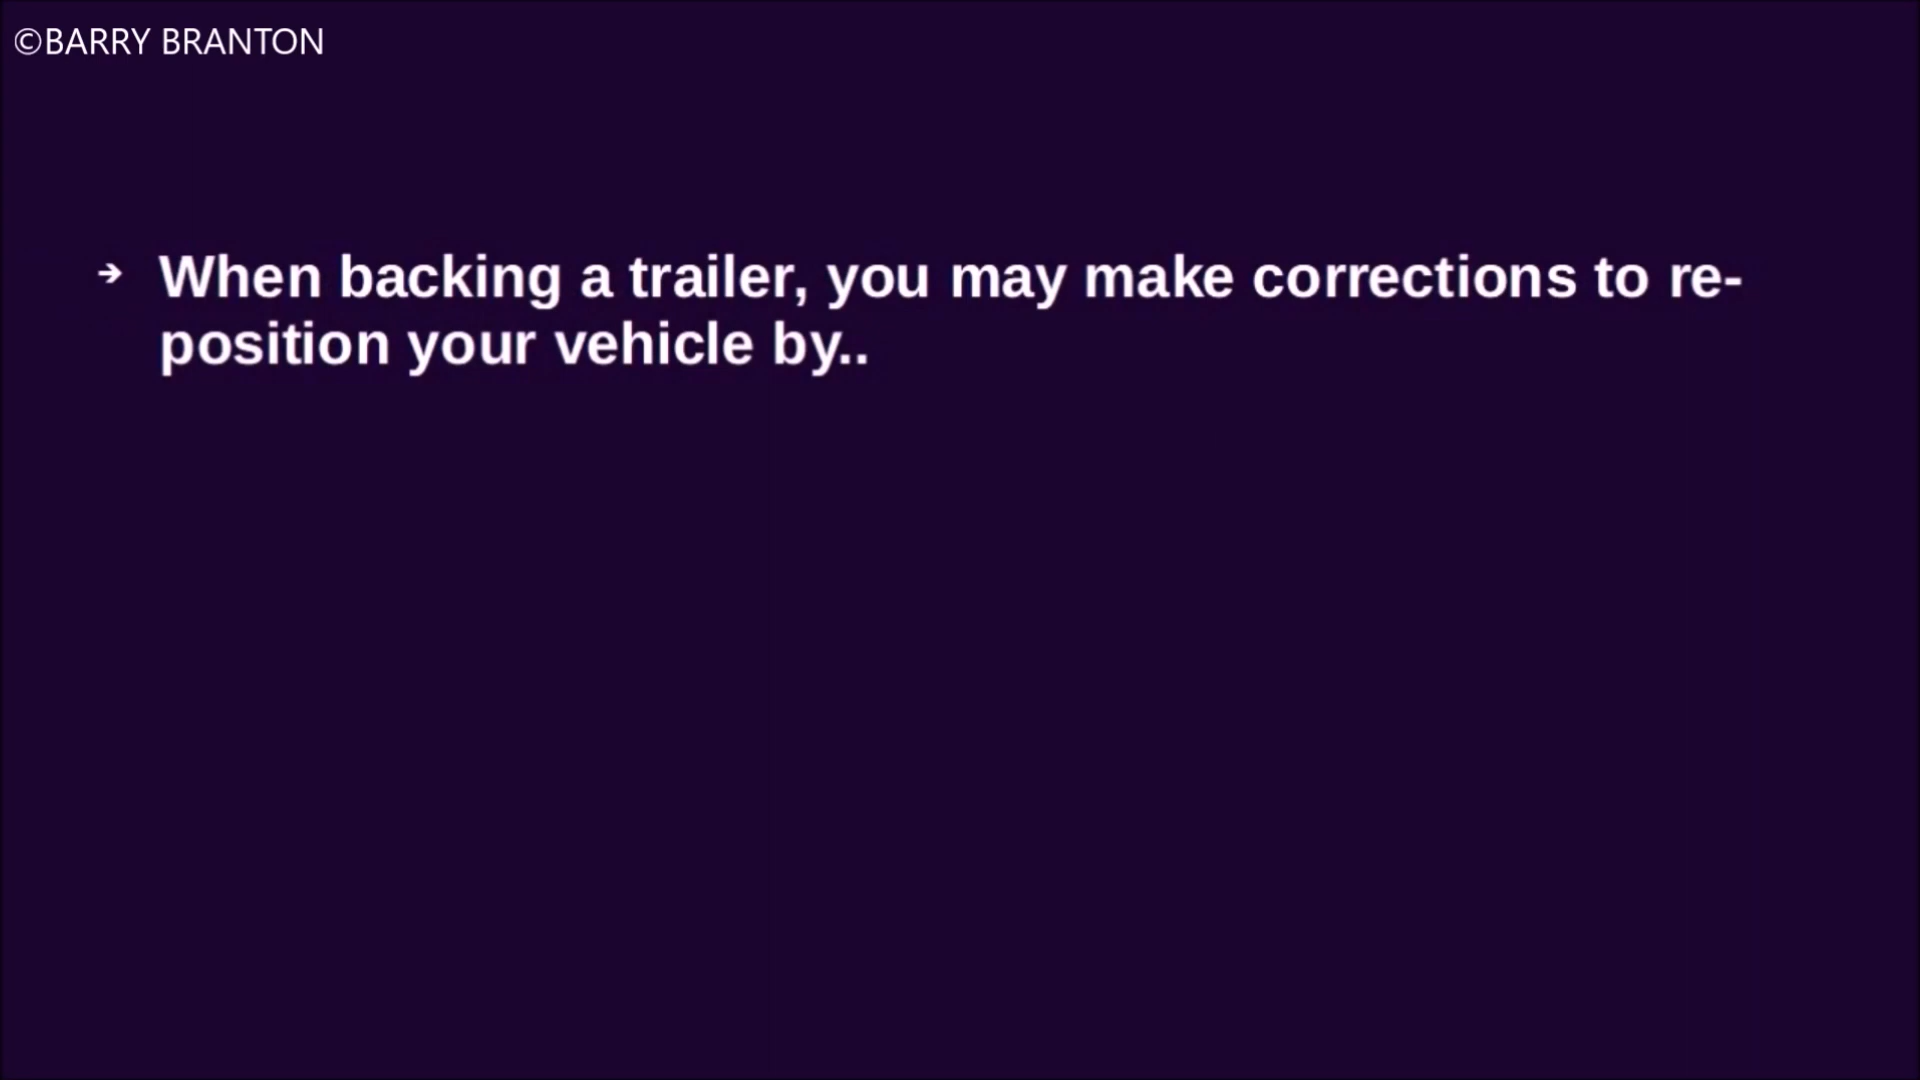 ©BARRY BRANTON
➔ When backing a trailer, you may make corrections to re-
position your vehicle by..